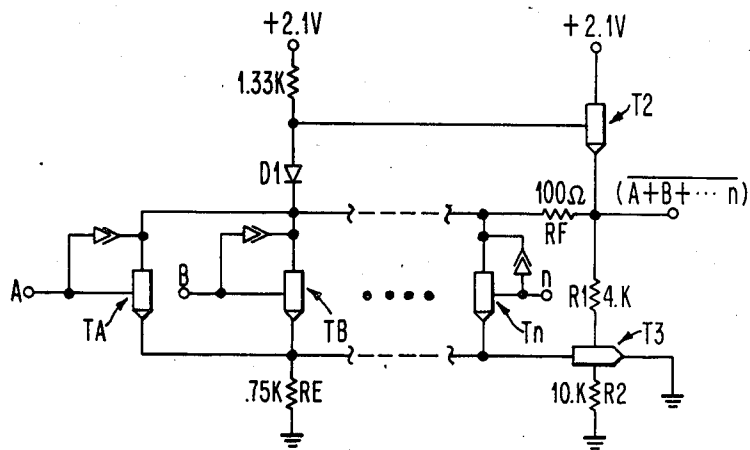 +2.1V +2.1V
1.33K
T2
D1
100Ω (A+B+··· n)
RF
A B n
R1 4.K
TA TB Tn T3
.75K RE 10.K R2